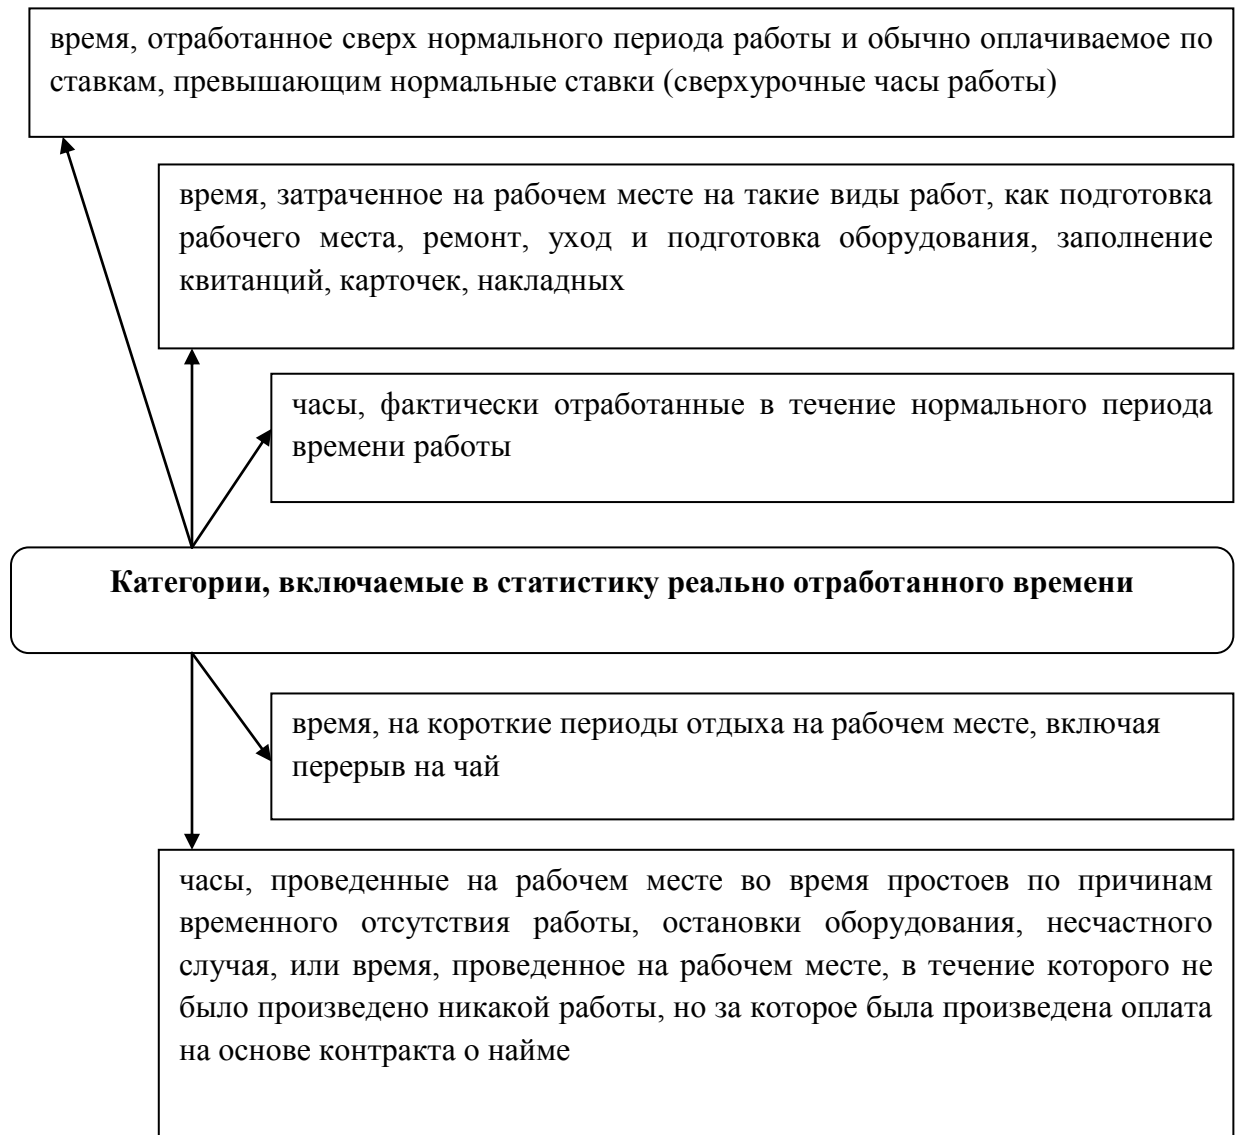 время, отработанное сверх нормального периода работы и обычно оплачиваемое по
ставкам, превышающим нормальные ставки (сверхурочные часы работы)
время, затраченное на рабочем месте на такие виды работ, как подготовка
рабочего места, ремонт, уход и подготовка оборудования, заполнение
квитанций, карточек, накладных
часы, фактически отработанные в течение нормального периода
времени работы
Категории, включаемые в статистику реально отработанного времени
время, на короткие периоды отдыха на рабочем месте, включая
перерыв на чай
часы, проведенные на рабочем месте во время простоев по причинам
временного отсутствия работы, остановки оборудования, несчастного
случая, или время, проведенное на рабочем месте, в течение которого не
было произведено никакой работы, но за которое была произведена оплата
на основе контракта о найме